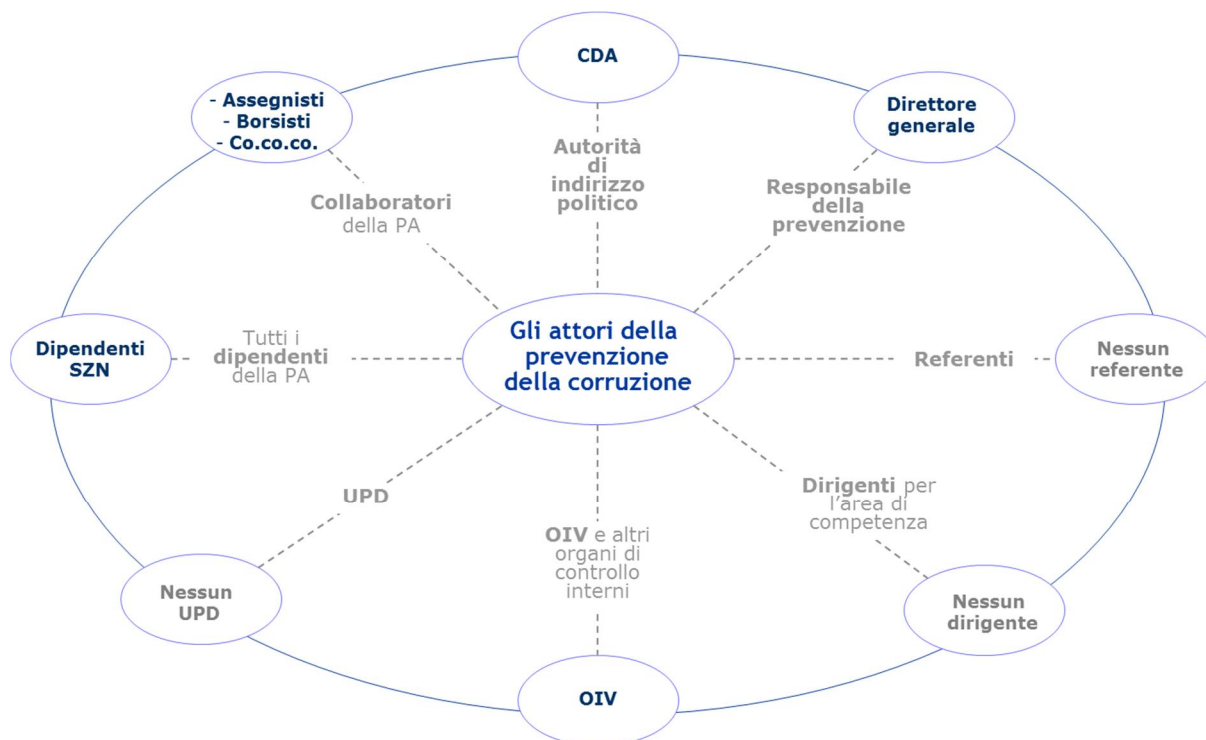 CDA
- Assegnisti
- Borsisti
- Co.co.co.
Direttore
generale
Autorità
di
indirizzo
politico
Responsabile
della
prevenzione
Collaboratori
della PA
Gli attori della
prevenzione
della corruzione
Dipendenti
SZN
Tutti i
dipendenti
della PA
Referenti
Nessun
referente
UPD
OIV e altri
organi di
controllo
interni
Dirigenti per
l'area di
competenza
Nessun
UPD
Nessun
dirigente
OIV